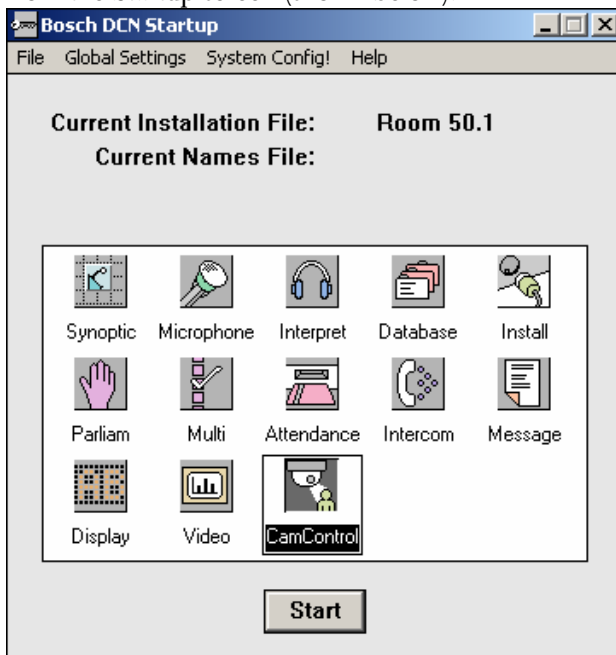 Bosch DCN Startup
File Global Settings System Config! Help
Current Installation File: Room 50.1
Current Names File:
Synoptic Microphone Interpret Database Install
Parliam Multi Attendance Intercom Message
Display Video CamControl
Start